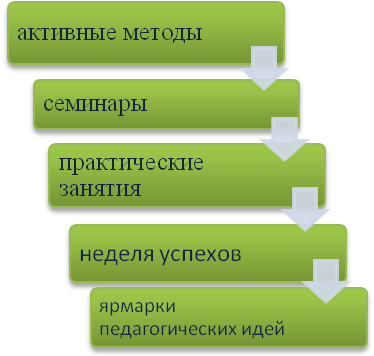 активные методы
семинары
практические
занятия
неделя успехов
ярмарки
педагогических идей